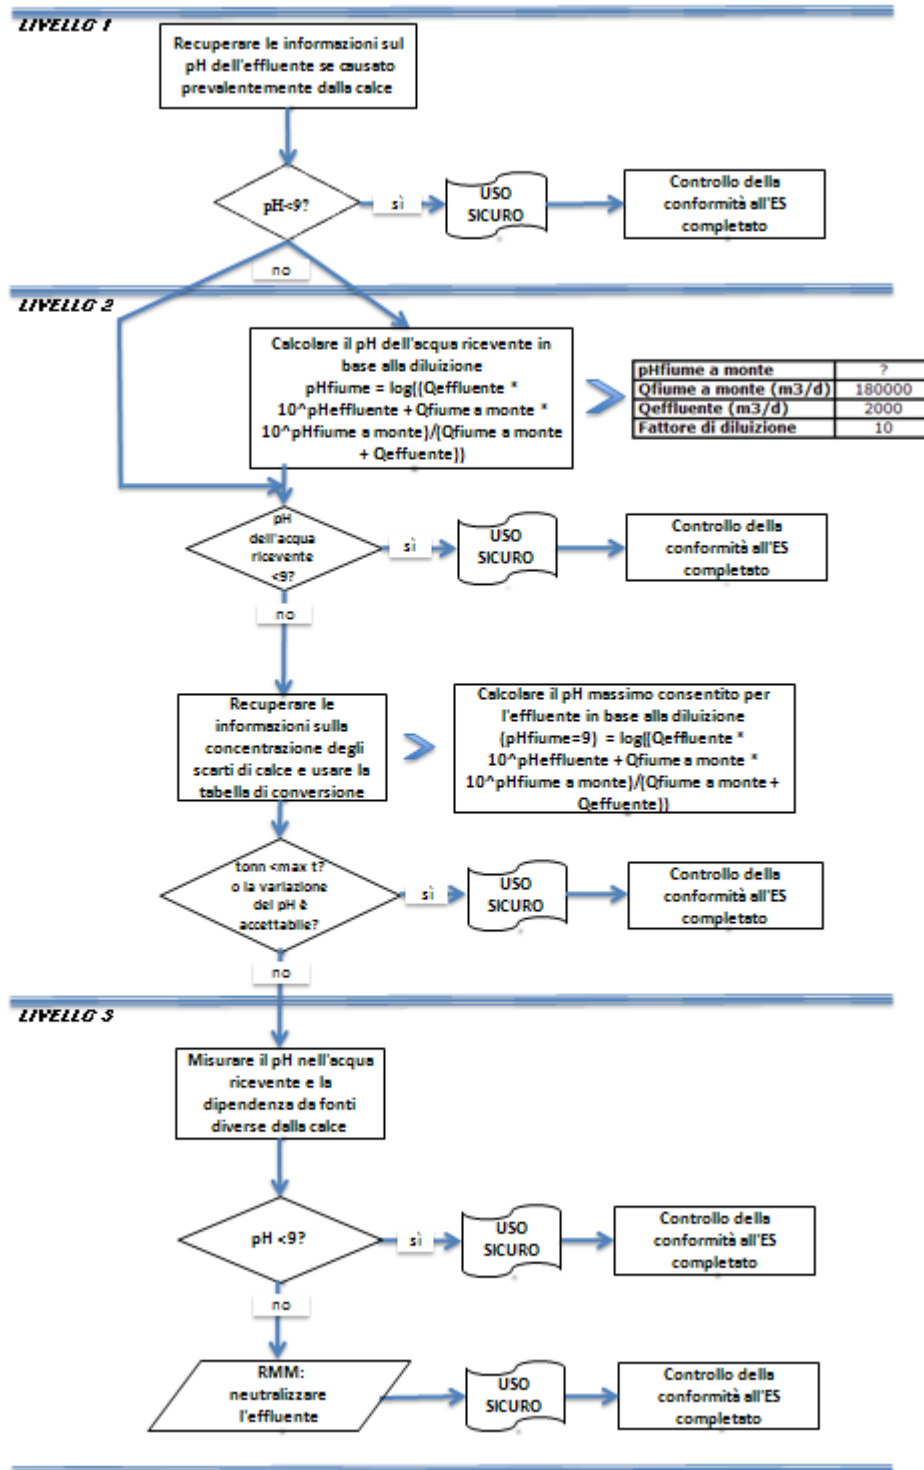 LIVELLO 1
Recuperare le informazioni sul
pH dell'effluente se causato
prevalentemente dalla calce
pH<9?
sì
USO
SICURO
Controllo della
conformità all'ES
completato
no
LIVELLO 2
Calcolare il pH dell'acqua ricevente in
base alla diluizione
pHfiume = log((Qeffluente *
10^pHeffluente + Qfiume a monte *
10^pHfiume a monte)/(Qfiume a monte
+ Qeffuente))
pHfiume a monte ?
Qfiume a monte (m3/d) 180000
Qeffluente (m3/d) 2000
Fattore di diluizione 10
pH
dell'acqua
ricevente
<9?
sì
USO
SICURO
Controllo della
conformità all'ES
completato
no
Recuperare le
informazioni sulla
concentrazione degli
scarti di calce e usare la
tabella di conversione
Calcolare il pH massimo consentito per
l'effluente in base alla diluizione
(pHfiume=9) = log((Qeffluente *
10^pHeffluente + Qfiume a monte *
10^pHfiume a monte)/(Qfiume a monte +
Qeffuente))
tonn <max t?
o la variazione
del pH è
accettabile?
sì
USO
SICURO
Controllo della
conformità all'ES
completato
no
LIVELLO 3
Misurare il pH nell'acqua
ricevente e la
dipendenza da fonti
diverse dalla calce
pH <9?
sì
USO
SICURO
Controllo della
conformità all'ES
completato
no
RMM:
neutralizzare
l'effluente
USO
SICURO
Controllo della
conformità all'ES
completato